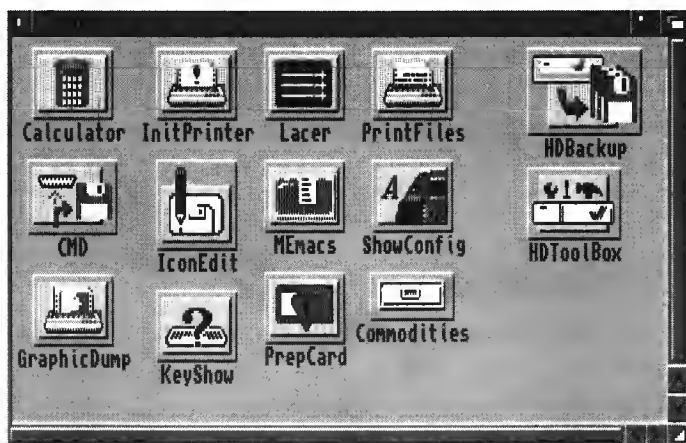 Calculator InitPrinter Lacer PrintFiles
HDBackup
CMD IconEdit MEmacs ShowConfig HDToolBox
GraphicDump KeyShow PrepCard Commodities